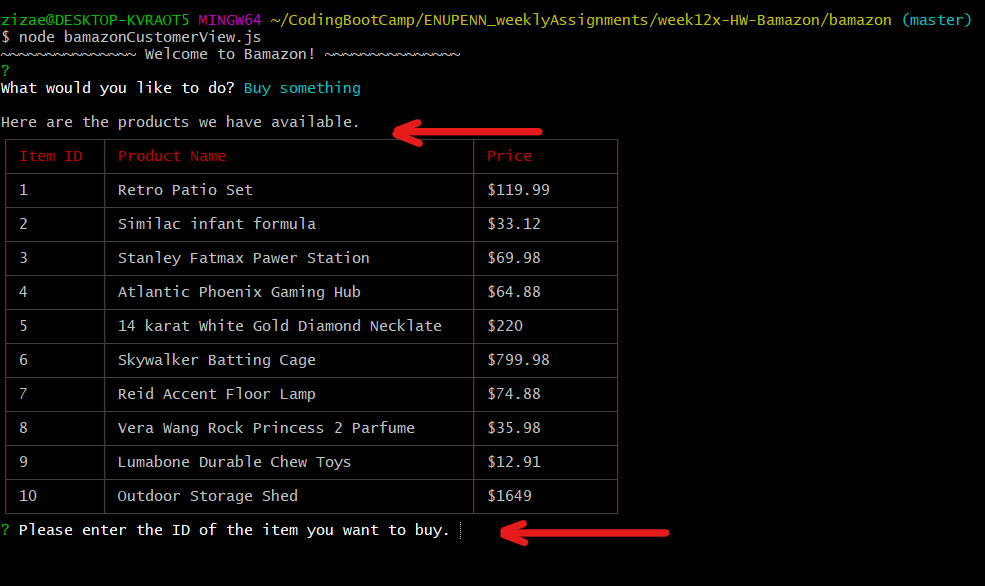 zizae@DESKTOP-KVRAOT5 MINGW64 ~/CodingBootCamp/ENUPENN_weeklyAssignments/week12x-HW-Bamazon/bamazon (master)
$ node bamazonCustomerView.js
~~~~~~~~~~~~~~~ Welcome to Bamazon! ~~~~~~~~~~~~~~~
?
What would you like to do? Buy something
Here are the products we have available.
Item ID Product Name Price
1 Retro Patio Set $119.99
2 Similac infant formula $33.12
3 Stanley Fatmax Pawer Station $69.98
4 Atlantic Phoenix Gaming Hub $64.88
5 14 karat White Gold Diamond Necklate $220
6 Skywalker Batting Cage $799.98
7 Reid Accent Floor Lamp $74.88
8 Vera Wang Rock Princess 2 Parfume $35.98
9 Lumabone Durable Chew Toys $12.91
10 Outdoor Storage Shed $1649
? Please enter the ID of the item you want to buy.